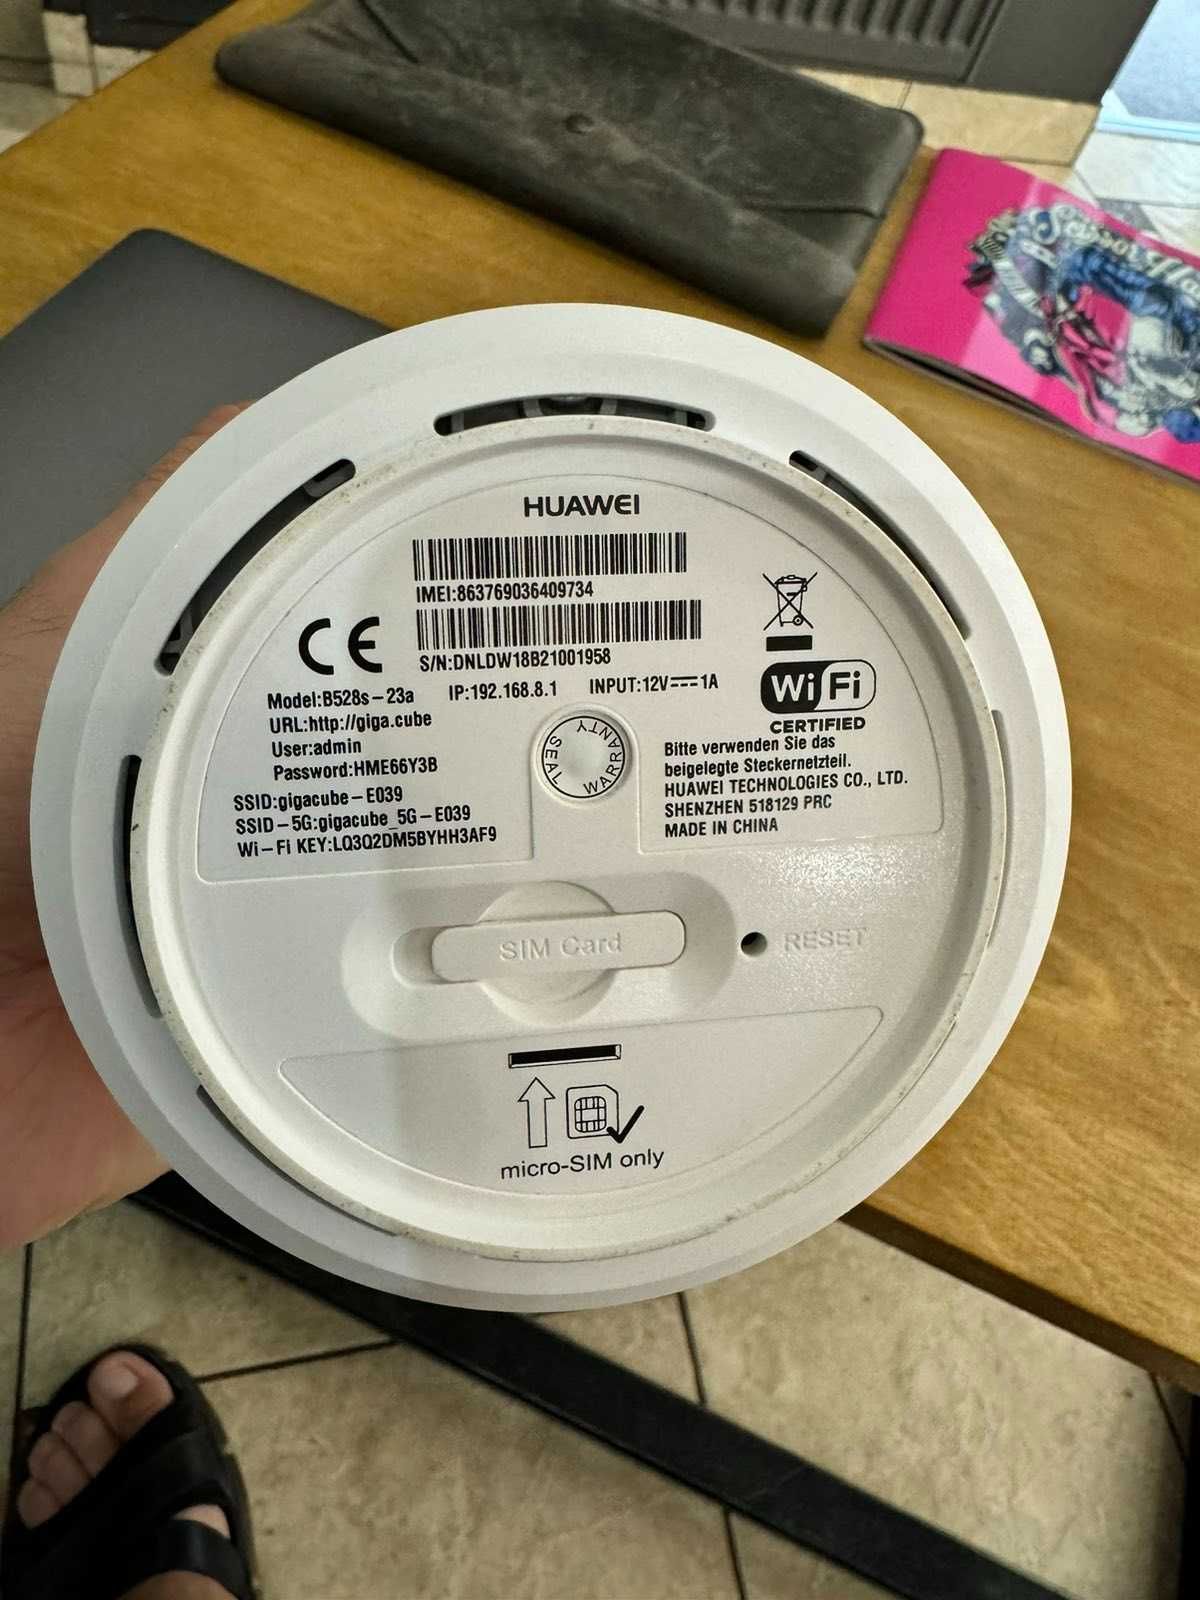 HUAWEI
IMEI:863769036409734
S/N:DNLDW18B21001958
CE
Model:B528s-23a IP:192.168.8.1 INPUT:12V⎓1A
URL:http://giga.cube
User:admin
Password:HME66Y3B
SSID:gigacube-E039
SSID-5G:gigacube_5G-E039
Wi-Fi KEY:LQ3Q2DM5BYHH3AF9
WARRANTY SEAL
Wi Fi
CERTIFIED
Bitte verwenden Sie das
beigelegte Steckernetzteil.
HUAWEI TECHNOLOGIES CO., LTD.
SHENZHEN 518129 PRC
MADE IN CHINA
SIM Card
RESET
micro-SIM only